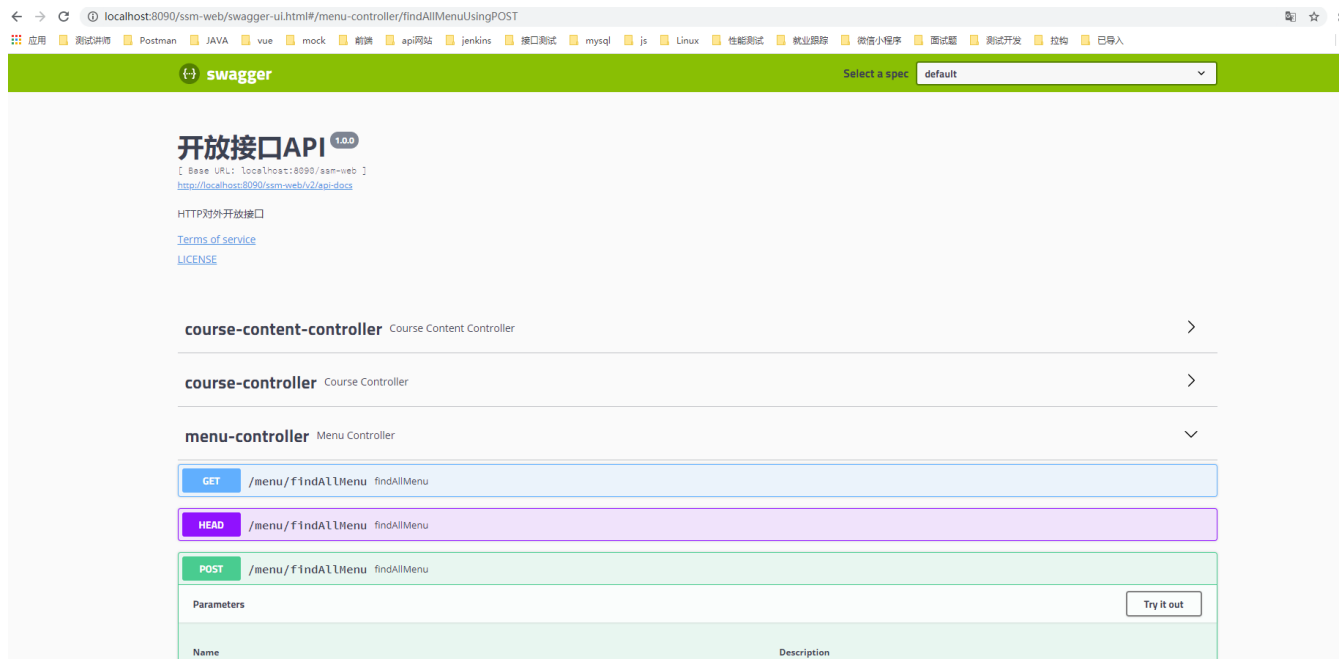 localhost:8090/ssm-web/swagger-ui.html#/menu-controller/findAllMenuUsingPOST
应用 测试讲师 Postman JAVA vue mock 前端 api网站 jenkins 接口测试 mysql js Linux 性能测试 就业跟踪 微信小程序 面试题 测试开发 拉钩 已导入
swagger Select a spec default
开放接口API 1.0.0
[ Base URL: localhost:8090/ssm-web ]
http://localhost:8090/ssm-web/v2/api-docs
HTTP对外开放接口
Terms of service
LICENSE
course-content-controller Course Content Controller
course-controller Course Controller
menu-controller Menu Controller
GET /menu/findAllMenu findAllMenu
HEAD /menu/findAllMenu findAllMenu
POST /menu/findAllMenu findAllMenu
Parameters Try it out
Name Description